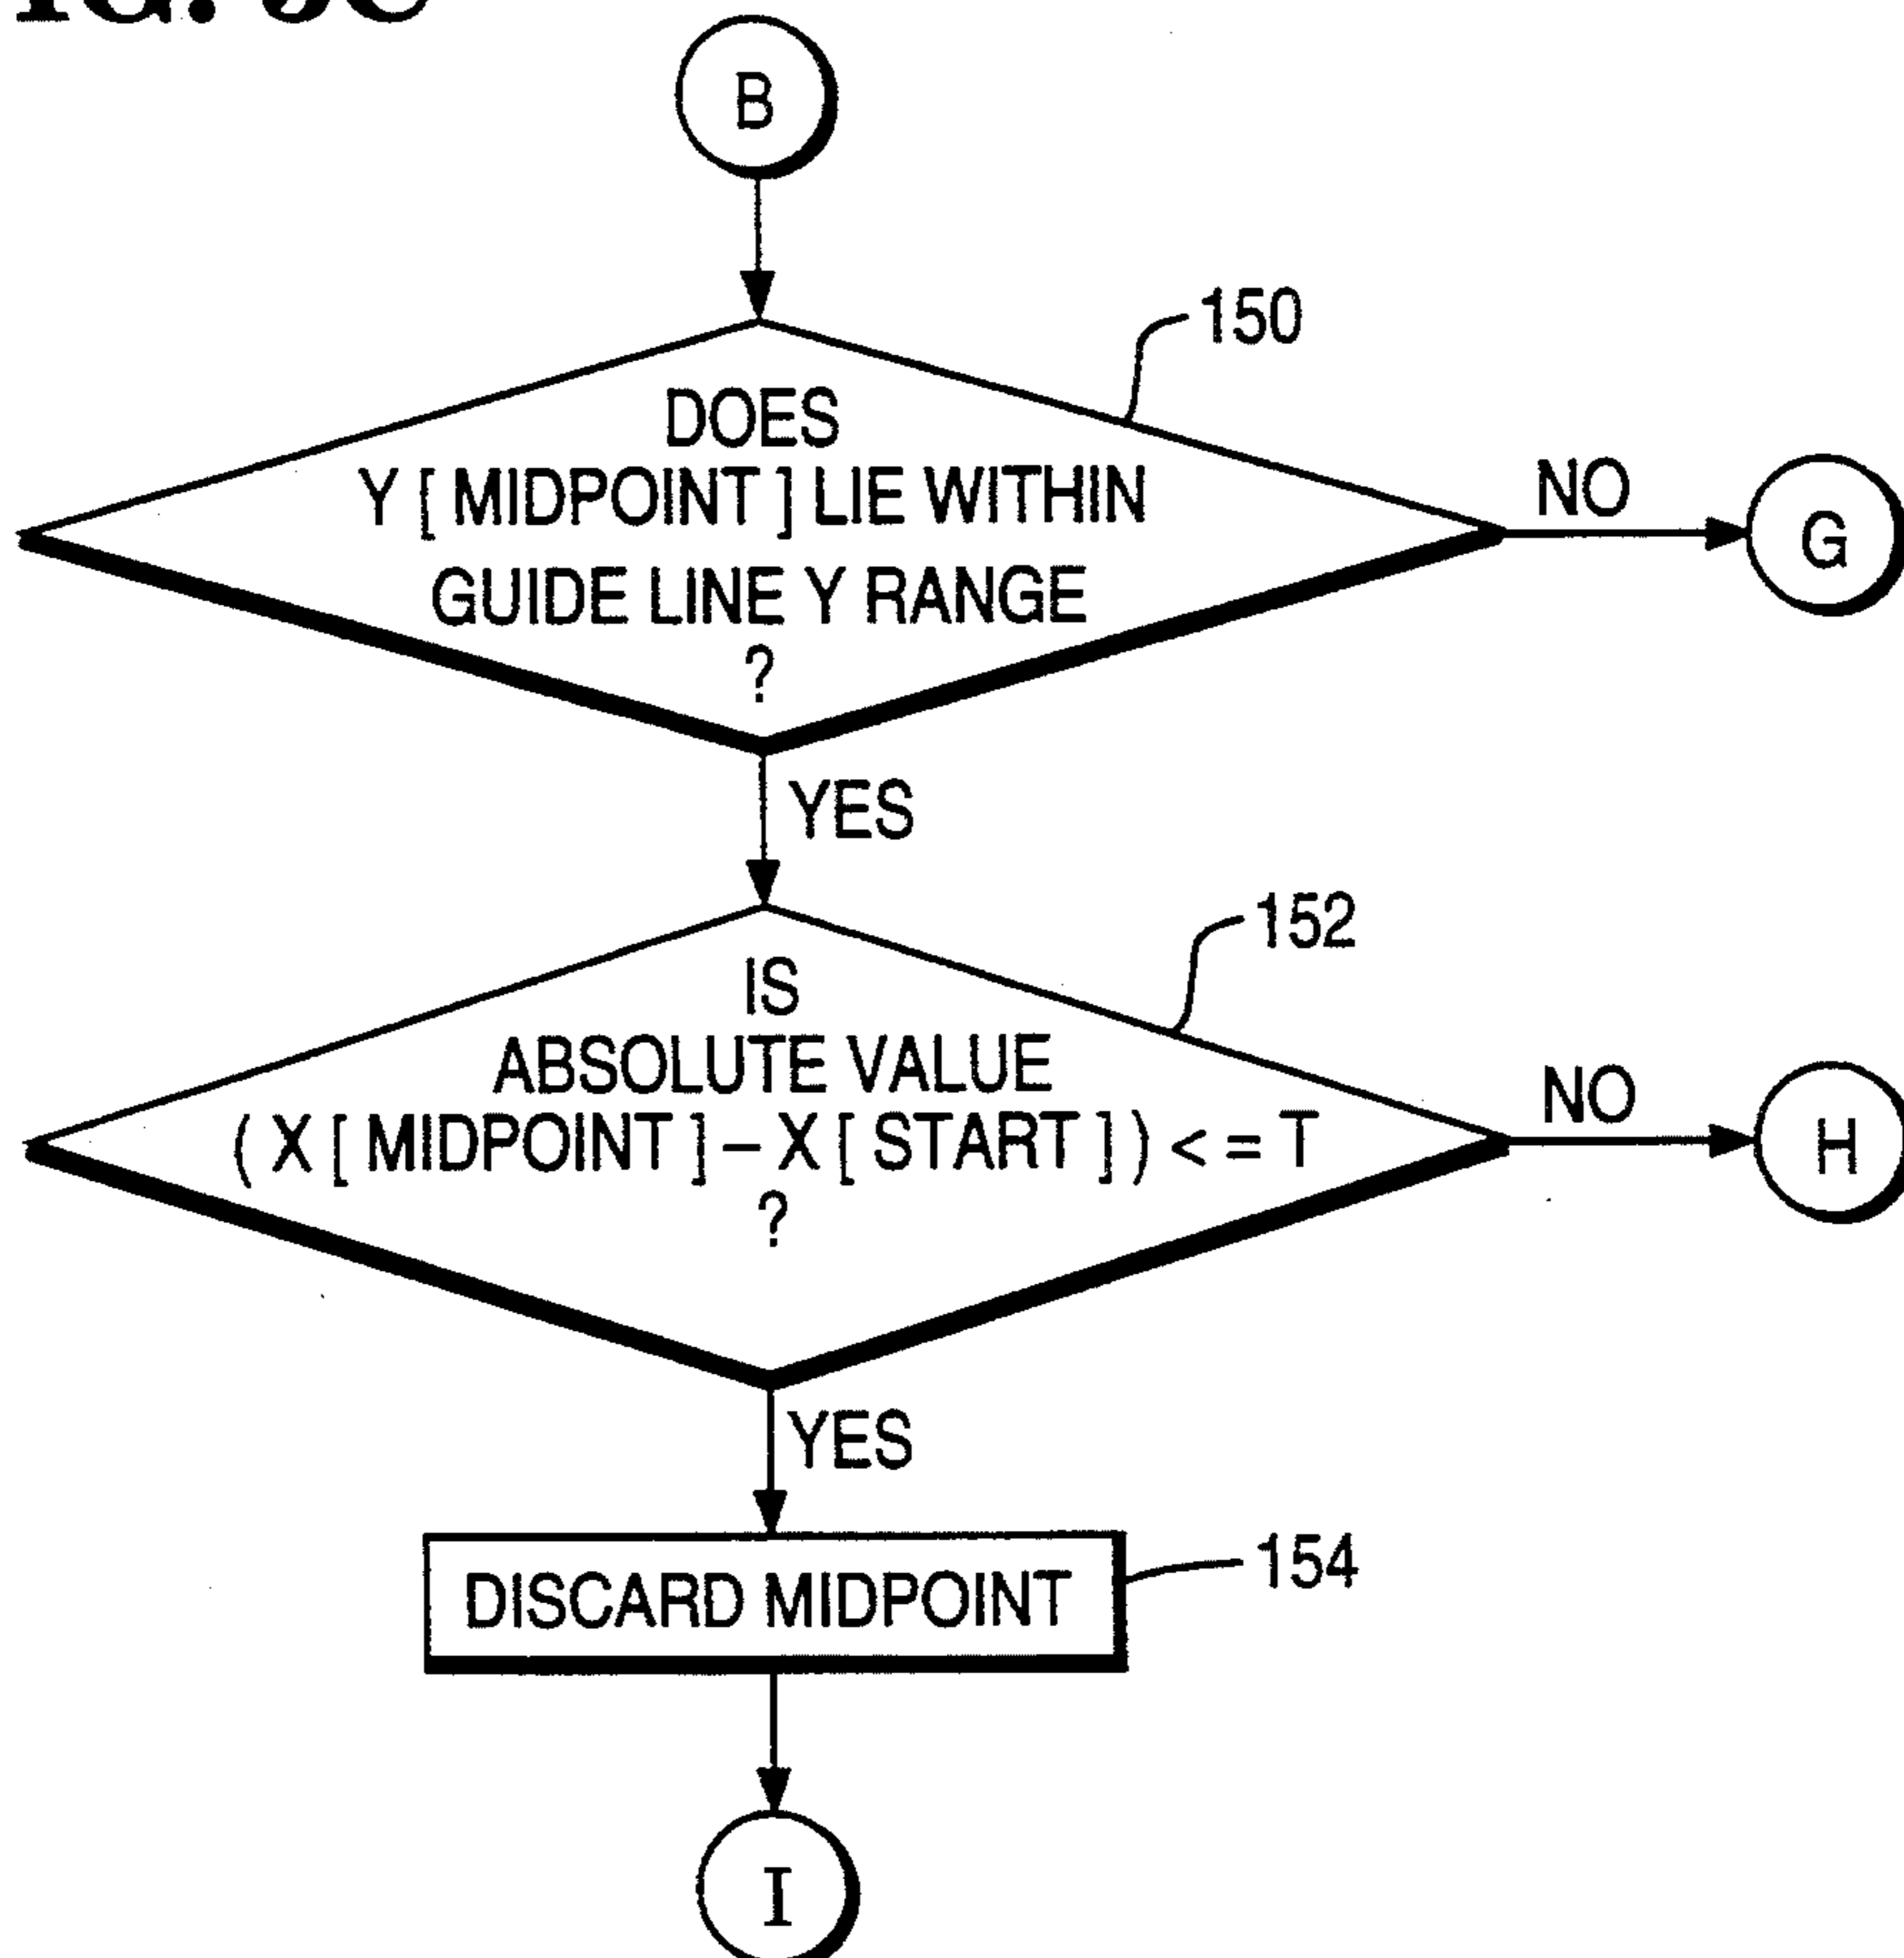 B
150
DOES
Y [ MIDPOINT ] LIE WITHIN
GUIDE LINE Y RANGE
?
NO
G
YES
152
IS
ABSOLUTE VALUE
( X [ MIDPOINT ] – X [ START ] ) < = T
?
NO
H
YES
DISCARD MIDPOINT
154
I